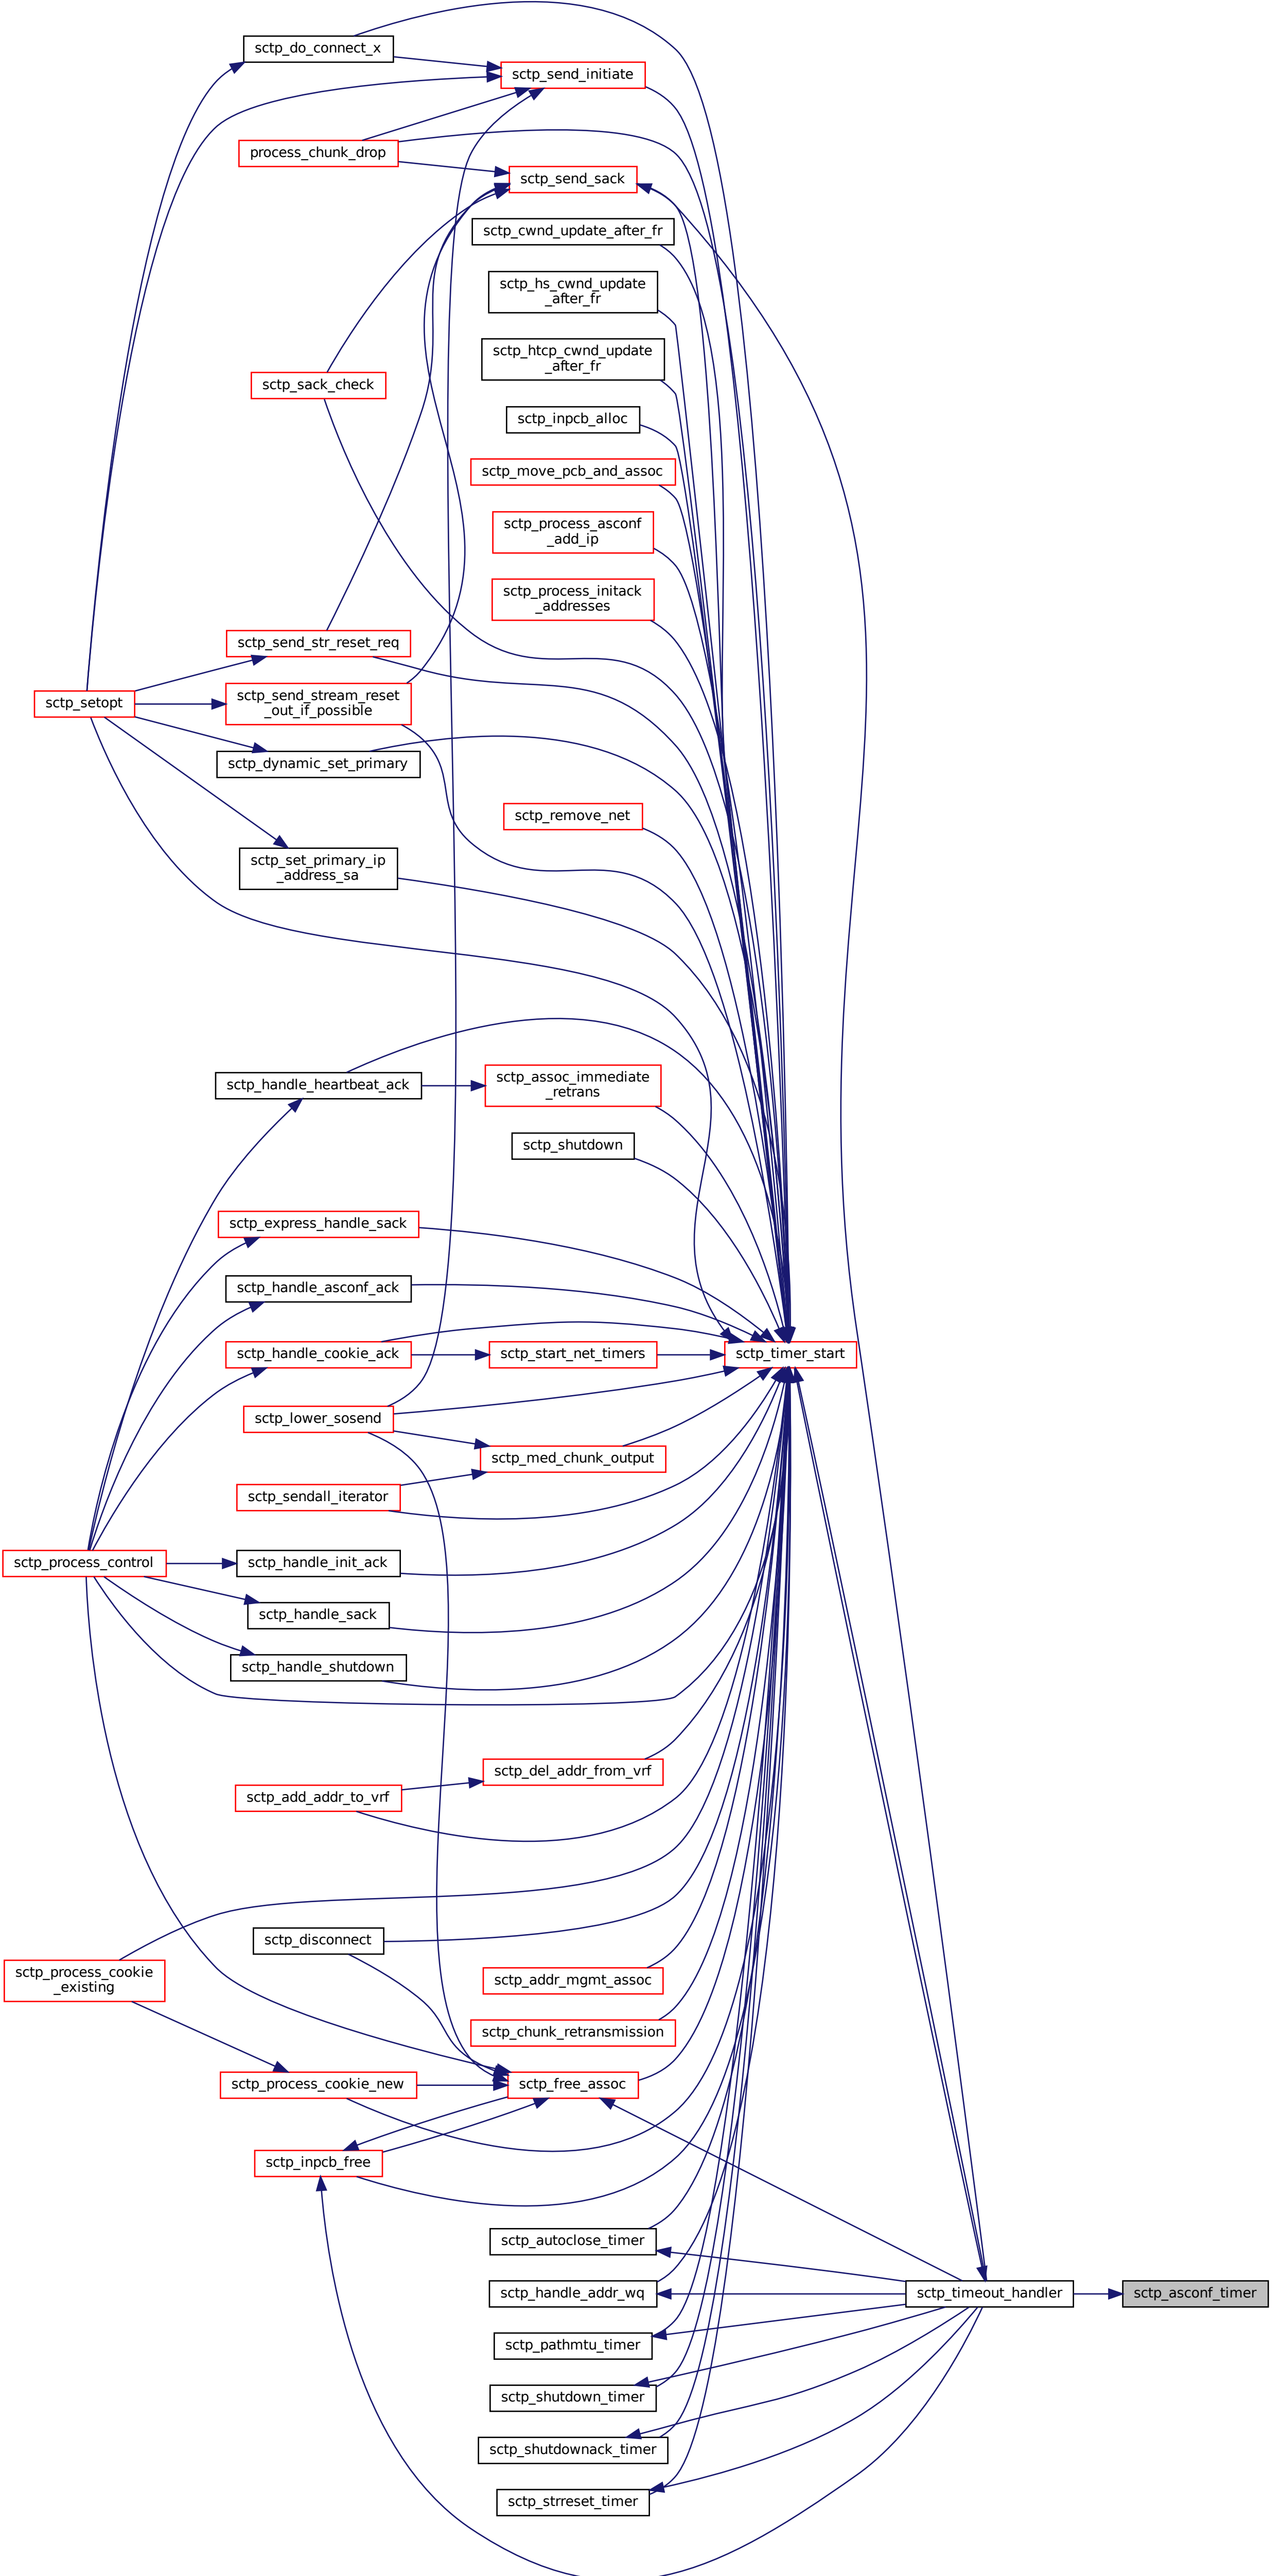 sctp_do_connect_x
sctp_send_initiate
process_chunk_drop
sctp_send_sack
sctp_cwnd_update_after_fr
sctp_hs_cwnd_update
_after_fr
sctp_htcp_cwnd_update
_after_fr
sctp_sack_check
sctp_inpcb_alloc
sctp_move_pcb_and_assoc
sctp_process_asconf
_add_ip
sctp_process_initack
_addresses
sctp_send_str_reset_req
sctp_setopt
sctp_send_stream_reset
_out_if_possible
sctp_dynamic_set_primary
sctp_remove_net
sctp_set_primary_ip
_address_sa
sctp_handle_heartbeat_ack
sctp_assoc_immediate
_retrans
sctp_shutdown
sctp_express_handle_sack
sctp_handle_asconf_ack
sctp_handle_cookie_ack
sctp_start_net_timers
sctp_timer_start
sctp_lower_sosend
sctp_med_chunk_output
sctp_sendall_iterator
sctp_process_control
sctp_handle_init_ack
sctp_handle_sack
sctp_handle_shutdown
sctp_del_addr_from_vrf
sctp_add_addr_to_vrf
sctp_disconnect
sctp_process_cookie
_existing
sctp_addr_mgmt_assoc
sctp_chunk_retransmission
sctp_process_cookie_new
sctp_free_assoc
sctp_inpcb_free
sctp_autoclose_timer
sctp_handle_addr_wq
sctp_timeout_handler
sctp_asconf_timer
sctp_pathmtu_timer
sctp_shutdown_timer
sctp_shutdownack_timer
sctp_strreset_timer